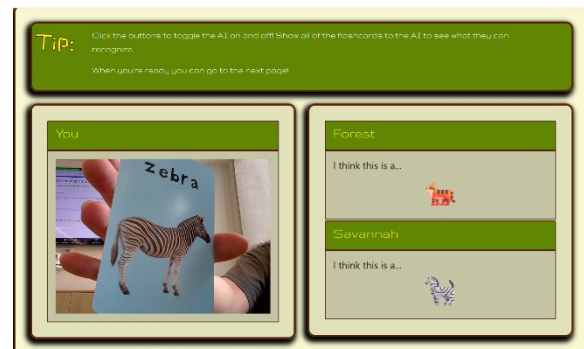 Tip:
Click the buttons to toggle the AI on and off! Show all of the flashcards to the AI to see what they can
recognize.
When you're ready you can go to the next page!
You
zebra
Forest
I think this is a...
Savannah
I think this is a...